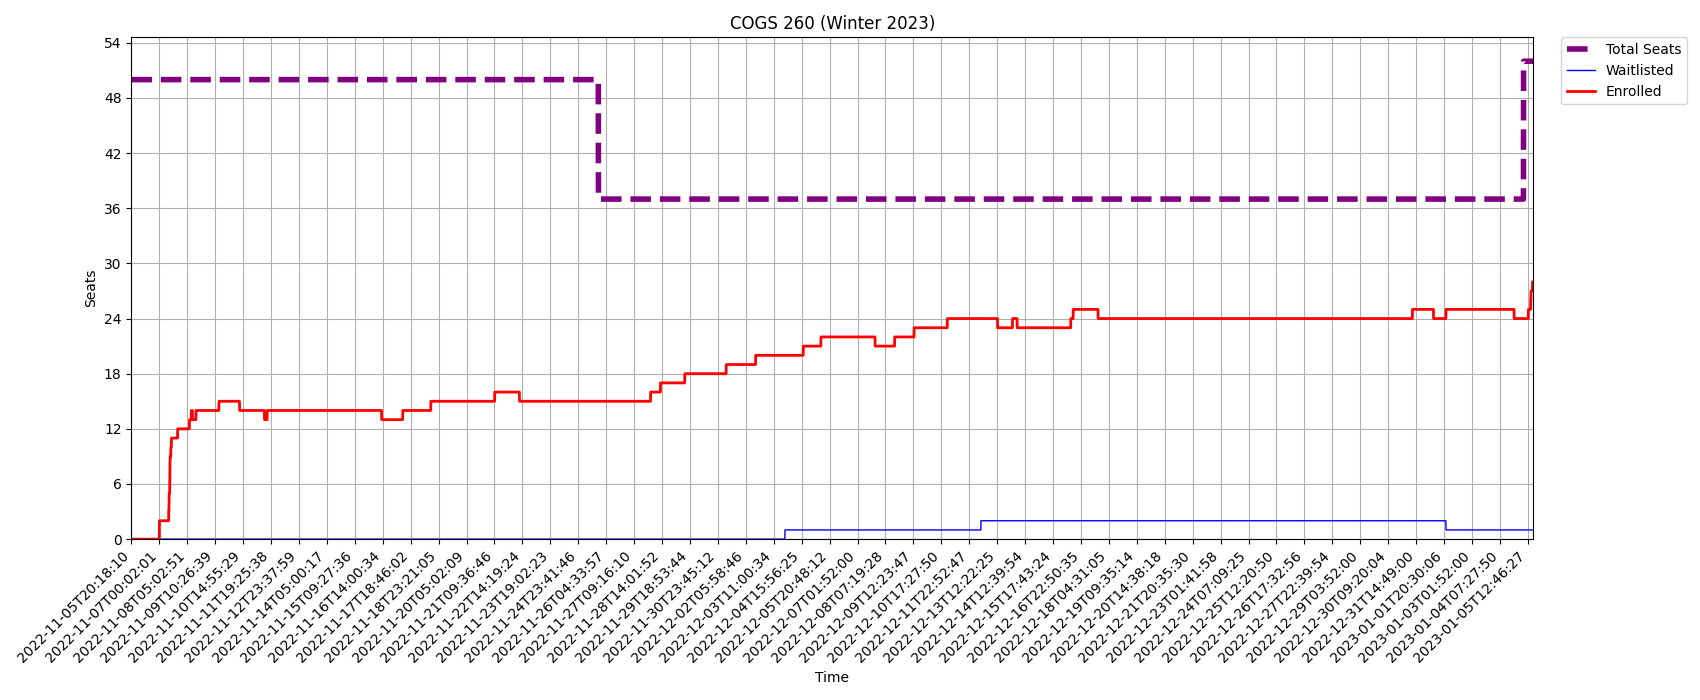 COGS 260 (Winter 2023)
Total Seats
Waitlisted
Enrolled
54
48
42
36
30
24
18
12
6
0
Seats
2022-11-05T20:18:10
2022-11-07T00:02:01
2022-11-08T05:02:51
2022-11-09T10:26:39
2022-11-10T14:55:29
2022-11-11T19:25:38
2022-11-12T23:37:59
2022-11-14T05:00:17
2022-11-15T09:27:36
2022-11-16T14:00:34
2022-11-17T18:46:02
2022-11-18T23:21:05
2022-11-20T05:02:09
2022-11-21T09:36:46
2022-11-22T14:19:24
2022-11-23T19:02:23
2022-11-24T23:41:46
2022-11-26T04:33:57
2022-11-27T09:16:10
2022-11-28T14:01:52
2022-11-29T18:53:44
2022-11-30T23:45:12
2022-12-02T05:58:46
2022-12-03T11:00:34
2022-12-04T15:56:25
2022-12-05T20:48:12
2022-12-07T01:52:00
2022-12-08T07:19:28
2022-12-09T12:23:47
2022-12-10T17:27:50
2022-12-11T22:52:47
2022-12-13T12:22:25
2022-12-14T12:39:54
2022-12-15T17:43:24
2022-12-16T22:50:35
2022-12-18T04:31:05
2022-12-19T09:35:14
2022-12-20T14:38:18
2022-12-21T20:35:30
2022-12-23T01:41:58
2022-12-24T07:09:25
2022-12-25T12:20:50
2022-12-26T17:32:56
2022-12-27T22:39:54
2022-12-29T03:52:00
2022-12-30T09:20:04
2022-12-31T14:49:00
2023-01-01T20:30:06
2023-01-03T01:52:00
2023-01-04T07:27:50
2023-01-05T12:46:27
Time